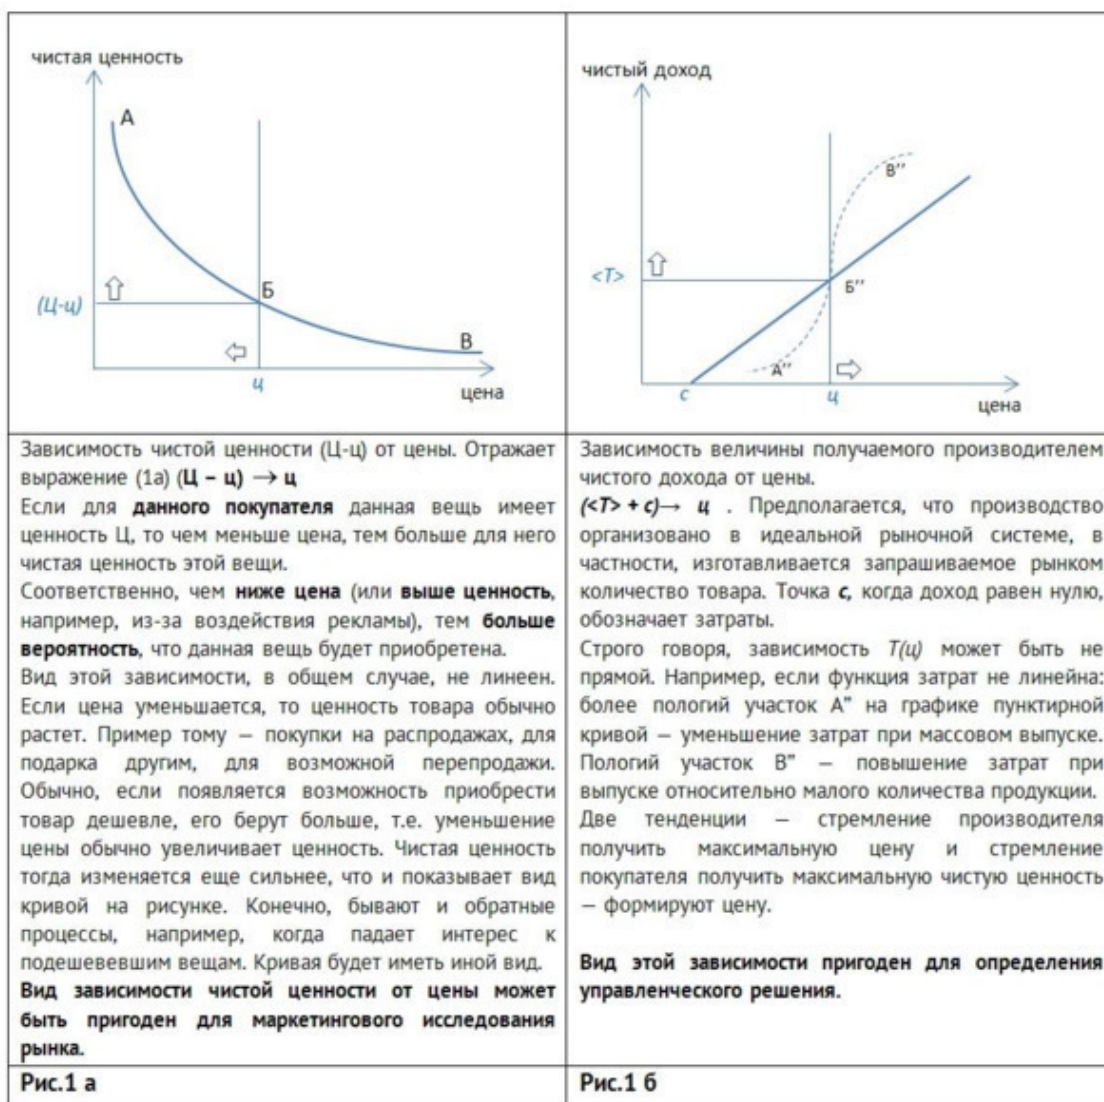 чистая ценность
А
Б
В
(Ц-ц)
ц
цена
чистый доход
В’’
<Т>
Б’’
А’’
с
ц
цена
Зависимость чистой ценности (Ц-ц) от цены. Отражает
выражение (1а) (Ц – ц) → ц
Если для данного покупателя данная вещь имеет
ценность Ц, то чем меньше цена, тем больше для него
чистая ценность этой вещи.
Соответственно, чем ниже цена (или выше ценность,
например, из-за воздействия рекламы), тем больше
вероятность, что данная вещь будет приобретена.
Вид этой зависимости, в общем случае, не линеен.
Если цена уменьшается, то ценность товара обычно
растет. Пример тому — покупки на распродажах, для
подарка другим, для возможной перепродажи.
Обычно, если появляется возможность приобрести
товар дешевле, его берут больше, т.е. уменьшение
цены обычно увеличивает ценность. Чистая ценность
тогда изменяется еще сильнее, что и показывает вид
кривой на рисунке. Конечно, бывают и обратные
процессы, например, когда падает интерес к
подешевевшим вещам. Кривая будет иметь иной вид.
Вид зависимости чистой ценности от цены может
быть пригоден для маркетингового исследования
рынка.
Зависимость величины получаемого производителем
чистого дохода от цены.
(<Т> + с)→ ц . Предполагается, что производство
организовано в идеальной рыночной системе, в
частности, изготавливается запрашиваемое рынком
количество товара. Точка с, когда доход равен нулю,
обозначает затраты.
Строго говоря, зависимость Т(ц) может быть не
прямой. Например, если функция затрат не линейна:
более пологий участок А” на графике пунктирной
кривой — уменьшение затрат при массовом выпуске.
Пологий участок В” — повышение затрат при
выпуске относительно малого количества продукции.
Две тенденции — стремление производителя
получить максимальную цену и стремление
покупателя получить максимальную чистую ценность
— формируют цену.
Вид этой зависимости пригоден для определения
управленческого решения.
Рис.1 а
Рис.1 б